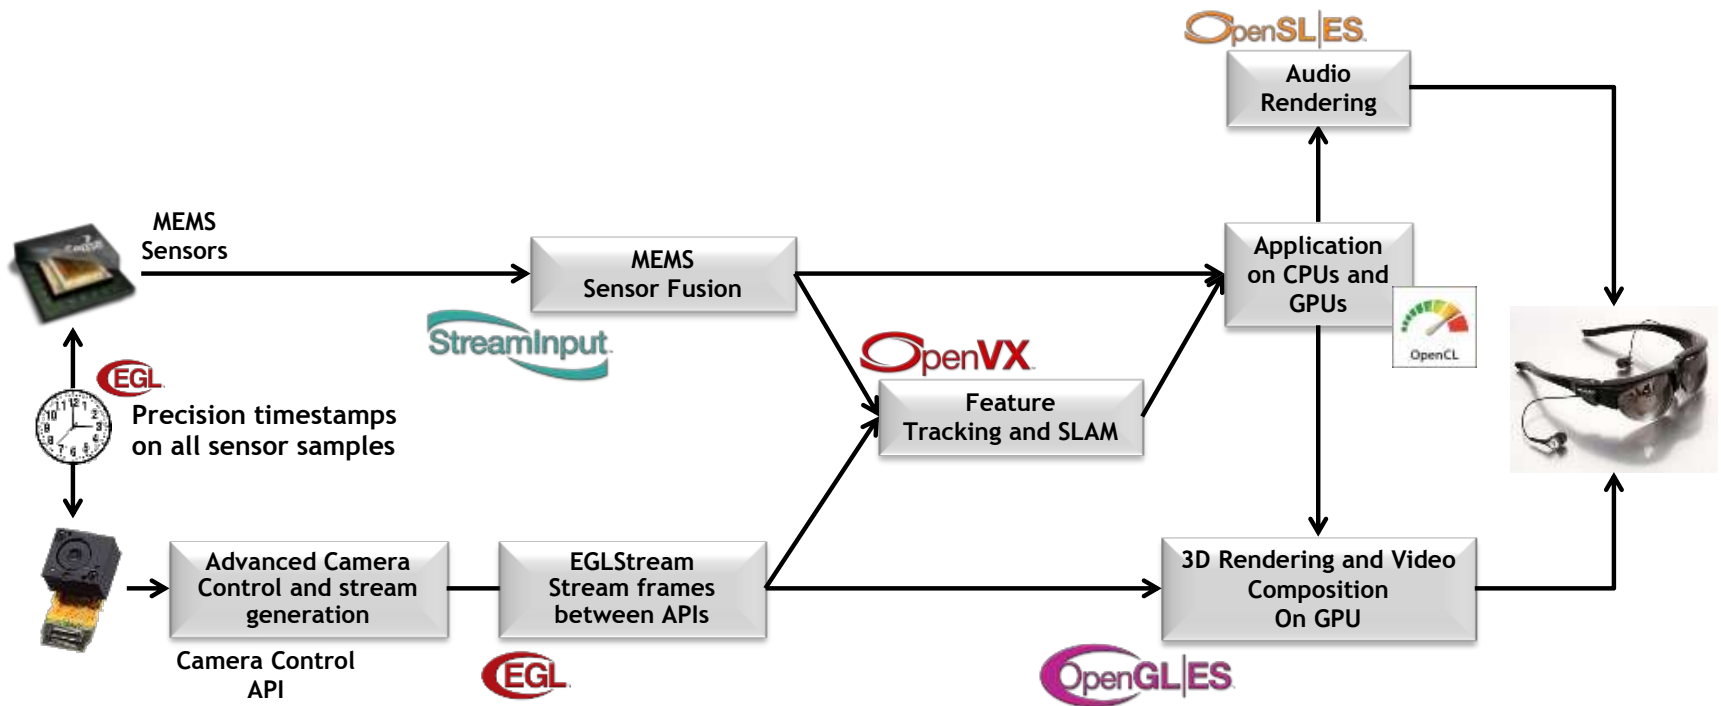 OpenSL|ES
Audio
Rendering
MEMS
Sensors
MEMS
Sensor Fusion
Application
on CPUs and
GPUs
StreamInput
OpenVX
OpenCL
EGL
Precision timestamps
on all sensor samples
Feature
Tracking and SLAM
Advanced Camera
Control and stream
generation
EGLStream
Stream frames
between APIs
3D Rendering and Video
Composition
On GPU
Camera Control
API
EGL
OpenGL|ES